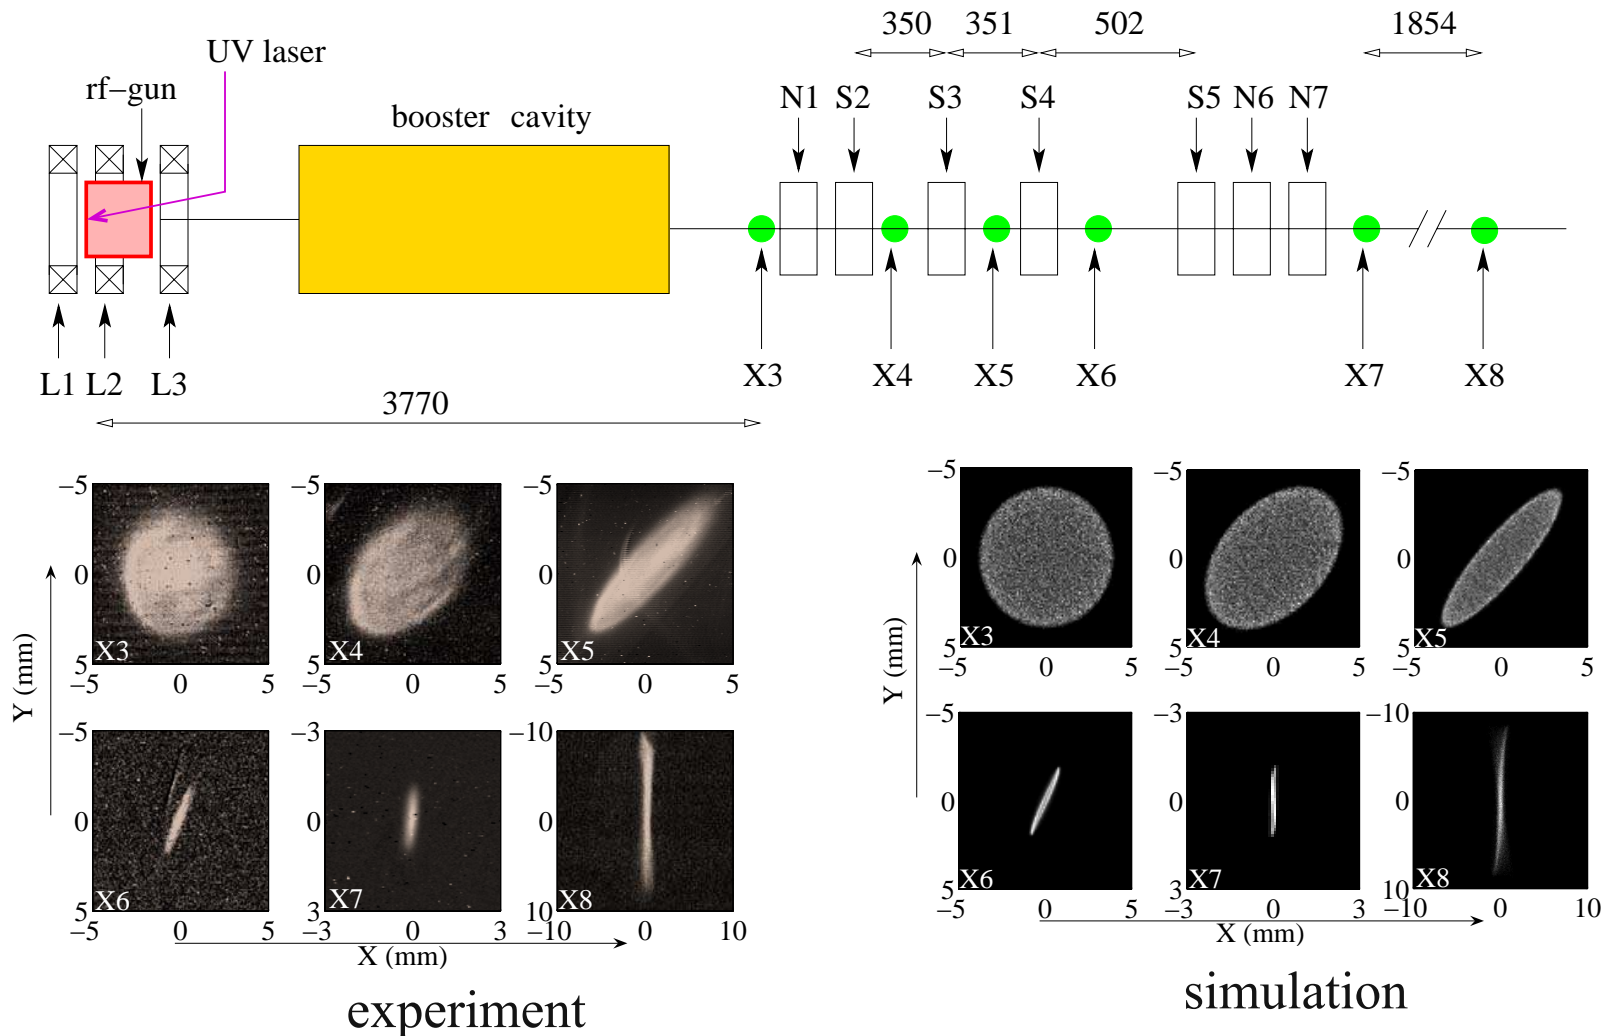 350 351 502 1854
UV laser
rf−gun
N1 S2 S3 S4 S5 N6 N7
booster cavity
L1 L2 L3
X3 X4 X5 X6 X7 X8
3770
−5 −5 −5
0 0 0
X3 X4 X5
5 5 5
−5 0 5 −5 0 5 −5 0 5
Y (mm)
−5 −3 −10
0 0 0
X6 X7 X8
5 3 10
−5 0 5 −3 0 3 −10 0 10
X (mm)
experiment
−5 −5 −5
0 0 0
X3 X4 X5
5 5 5
−5 0 5 −5 0 5 −5 0 5
Y (mm)
−5 −3 −10
0 0 0
X6 X7 X8
5 3 10
−5 0 5 −3 0 3 −10 0 10
X (mm)
simulation